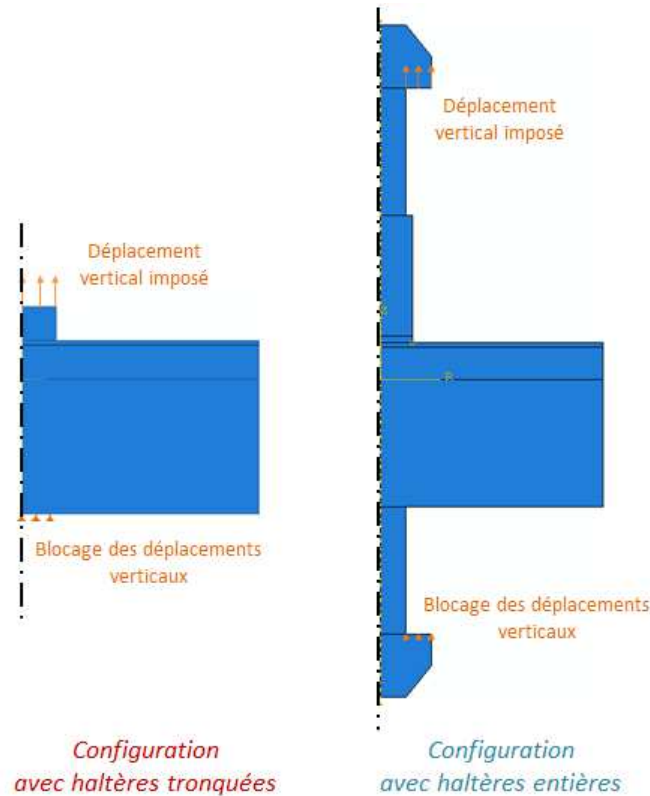 Déplacement
vertical imposé
Blocage des déplacements
verticaux
Configuration
avec haltères tronquées
Déplacement
vertical imposé
R
Blocage des déplacements
verticaux
Configuration
avec haltères entières